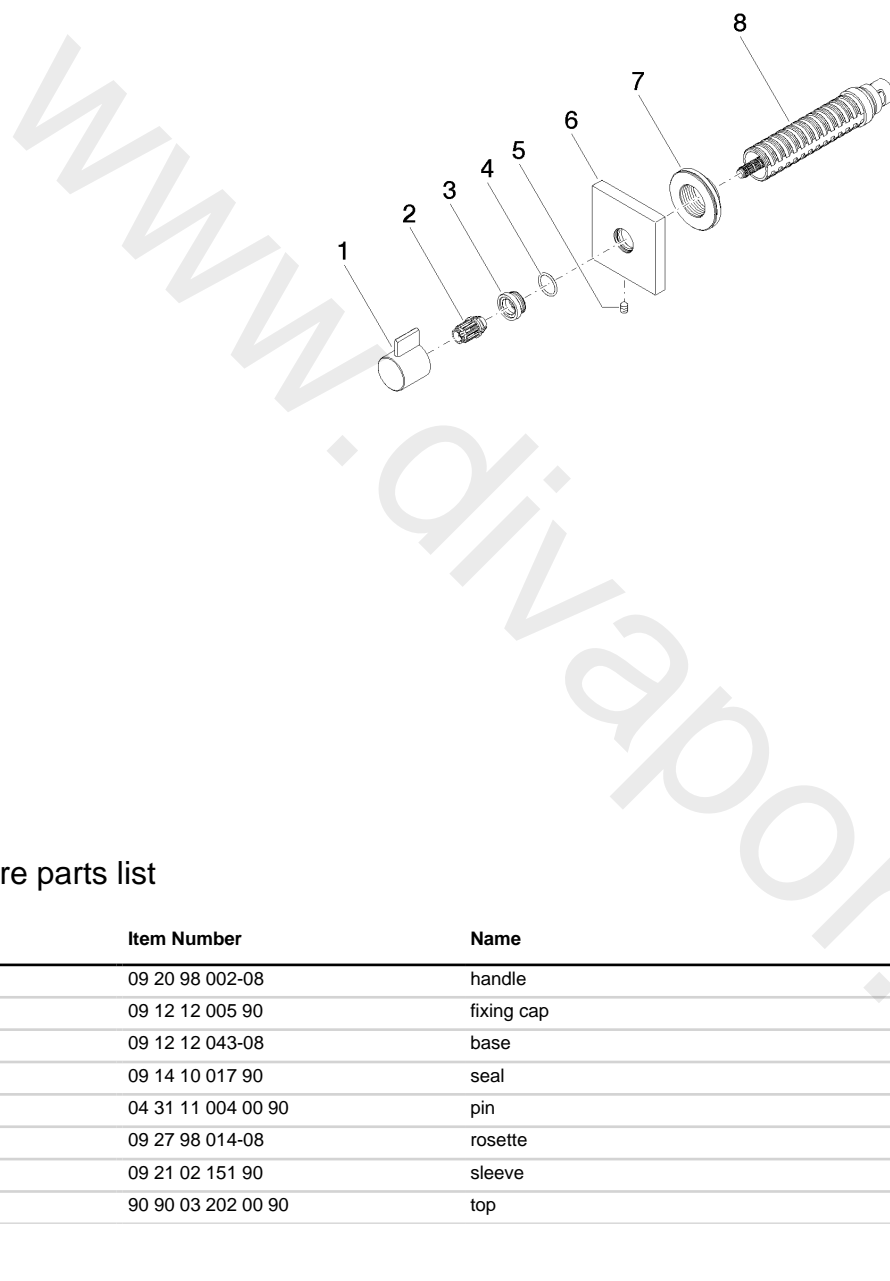 8
7
6
5
4
3
2
1
www.divapor
re parts list
Item Number Name
09 20 98 002-08 handle
09 12 12 005 90 fixing cap
09 12 12 043-08 base
09 14 10 017 90 seal
04 31 11 004 00 90 pin
09 27 98 014-08 rosette
09 21 02 151 90 sleeve
90 90 03 202 00 90 top